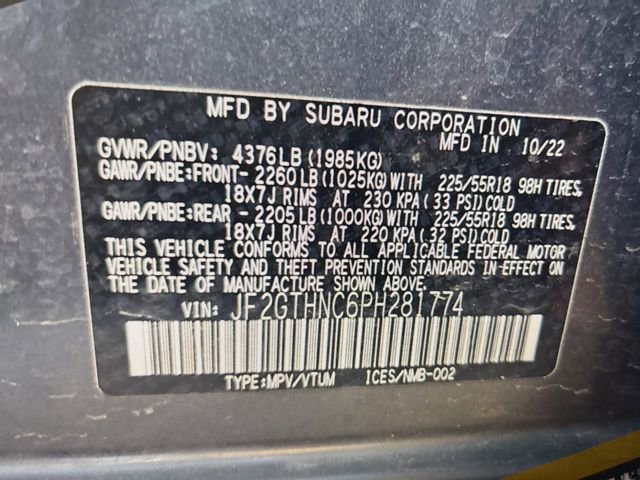 MFD BY SUBARU CORPORATION
MFD IN 10/22
GVWR/PNBV: 4376LB(1985KG)
GAWR/PNBE:FRONT-2260LB(1025KG)WITH 225/55R18 98H TIRES,
18X7J RIMS AT 230 KPA(33 PSI)COLD
GAWR/PNBE:REAR -2205LB(1000KG)WITH 225/55R18 98H TIRES,
18X7J RIMS AT 220 KPA(32 PSI)COLD
THIS VEHICLE CONFORMS TO ALL APPLICABLE FEDERAL MOTOR
VEHICLE SAFETY AND THEFT PREVENTION STANDARDS IN EFFECT ON
THE DATE OF MANUFACTURE SHOWN ABOVE.
VIN: JF2GTHNC6PH281774
TYPE:MPV/VTUM ICES/NMB-002